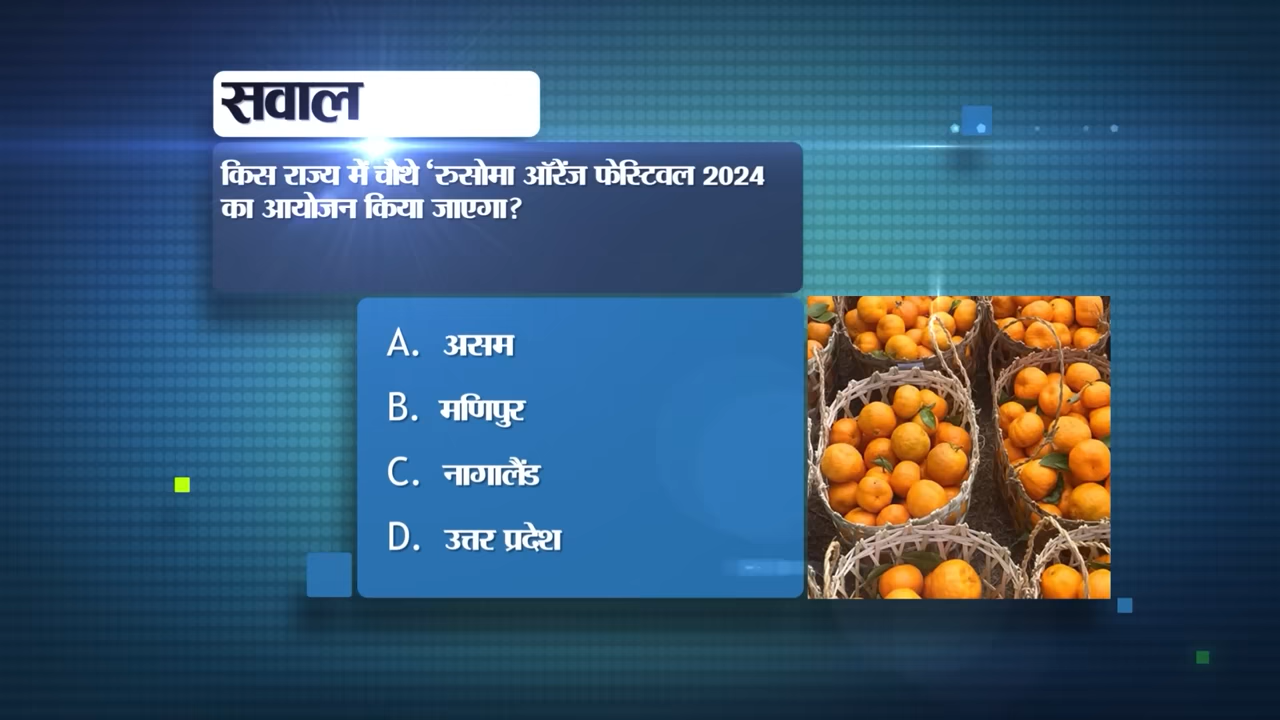 सवाल
किस राज्य में चौथे ‘रुसोमा ऑरेंज फेस्टिवल 2024
का आयोजन किया जाएगा?
A. असम
B. मणिपुर
C. नागालैंड
D. उत्तर प्रदेश